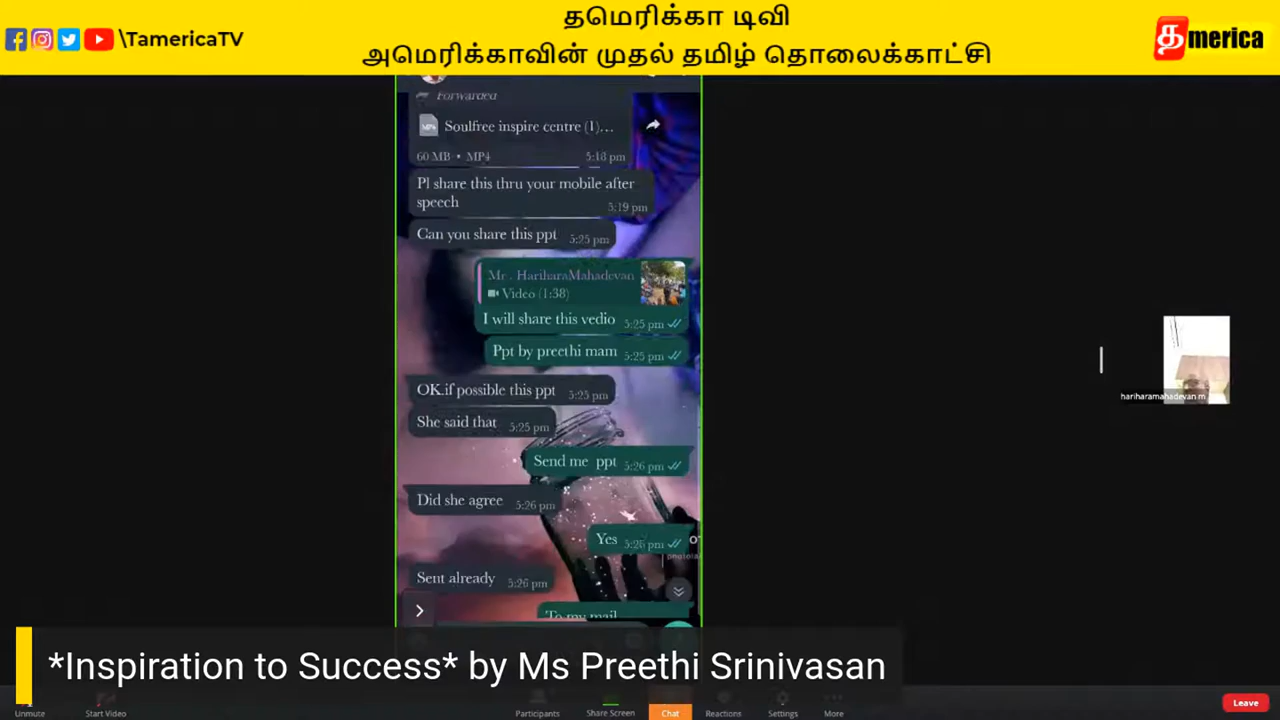 \TamericaTV
தமெரிக்கா டிவி
அமெரிக்காவின் முதல் தமிழ் தொலைக்காட்சி
தmerica
Forwarded
MP4
Soulfree inspire centre (1)...
60 MB • MP4 5:18 pm
Pl share this thru your mobile after
speech 5:19 pm
Can you share this ppt 5:25 pm
Mr . HariharaMahadevan
Video (1:38)
I will share this vedio 5:25 pm
Ppt by preethi mam 5:25 pm
OK.if possible this ppt 5:25 pm
She said that 5:25 pm
Send me ppt 5:26 pm
Did she agree 5:26 pm
Yes 5:26 pm
Sent already 5:26 pm
To my mail
hariharamahadevan m
*Inspiration to Success* by Ms Preethi Srinivasan
Unmute Start Video Participants Share Screen Chat Reactions Settings More Leave